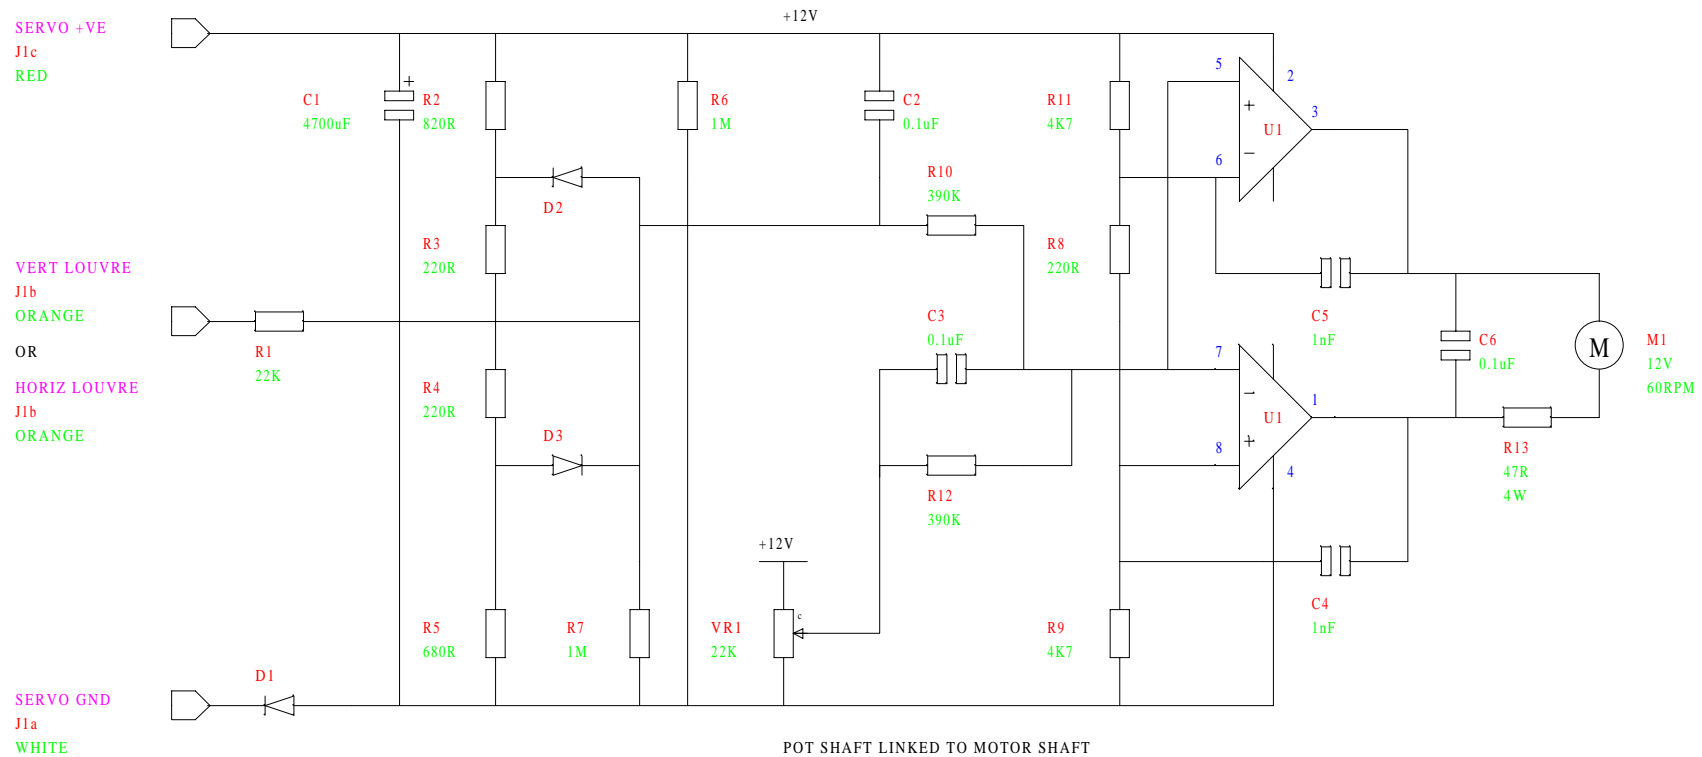 +12V
SERVO +VE
J1c
RED
C1
4700uF
+
R2
820R
R6
1M
C2
0.1uF
R11
4K7
5
2
+
U1
3
6
−
D2
R10
390K
R3
220R
R8
220R
VERT LOUVRE
J1b
ORANGE
OR
HORIZ LOUVRE
J1b
ORANGE
R1
22K
C3
0.1uF
C5
1nF
C6
0.1uF
M
M1
12V
60RPM
R4
220R
7
−
U1
1
+
8
4
D3
R12
390K
R13
47R
4W
+12V
c
C4
1nF
R5
680R
R7
1M
VR1
22K
R9
4K7
D1
SERVO GND
J1a
WHITE
POT SHAFT LINKED TO MOTOR SHAFT